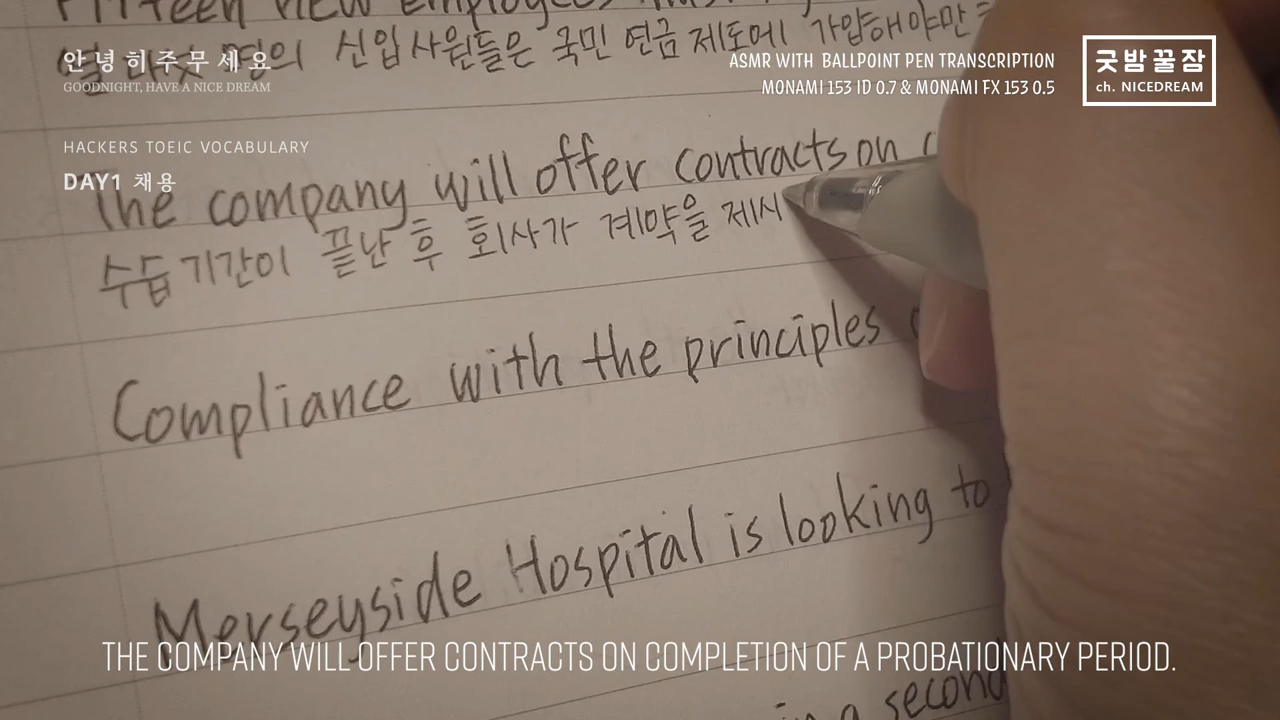 Fifteen new employees
신입사원들은 국민 연금 제도에 가입해야만
안녕히주무세요
GOODNIGHT, HAVE A NICE DREAM
ASMR WITH BALLPOINT PEN TRANSCRIPTION
MONAMI 153 ID 0.7 & MONAMI FX 153 0.5
굿밤꿀잠
ch. NICEDREAM
HACKERS TOEIC VOCABULARY
DAY1 채용
The company will offer contracts on
수습기간이 끝난 후 회사가 계약을 제시
Compliance with the principles
Merseyside Hospital is looking to
in a second
THE COMPANY WILL OFFER CONTRACTS ON COMPLETION OF A PROBATIONARY PERIOD.